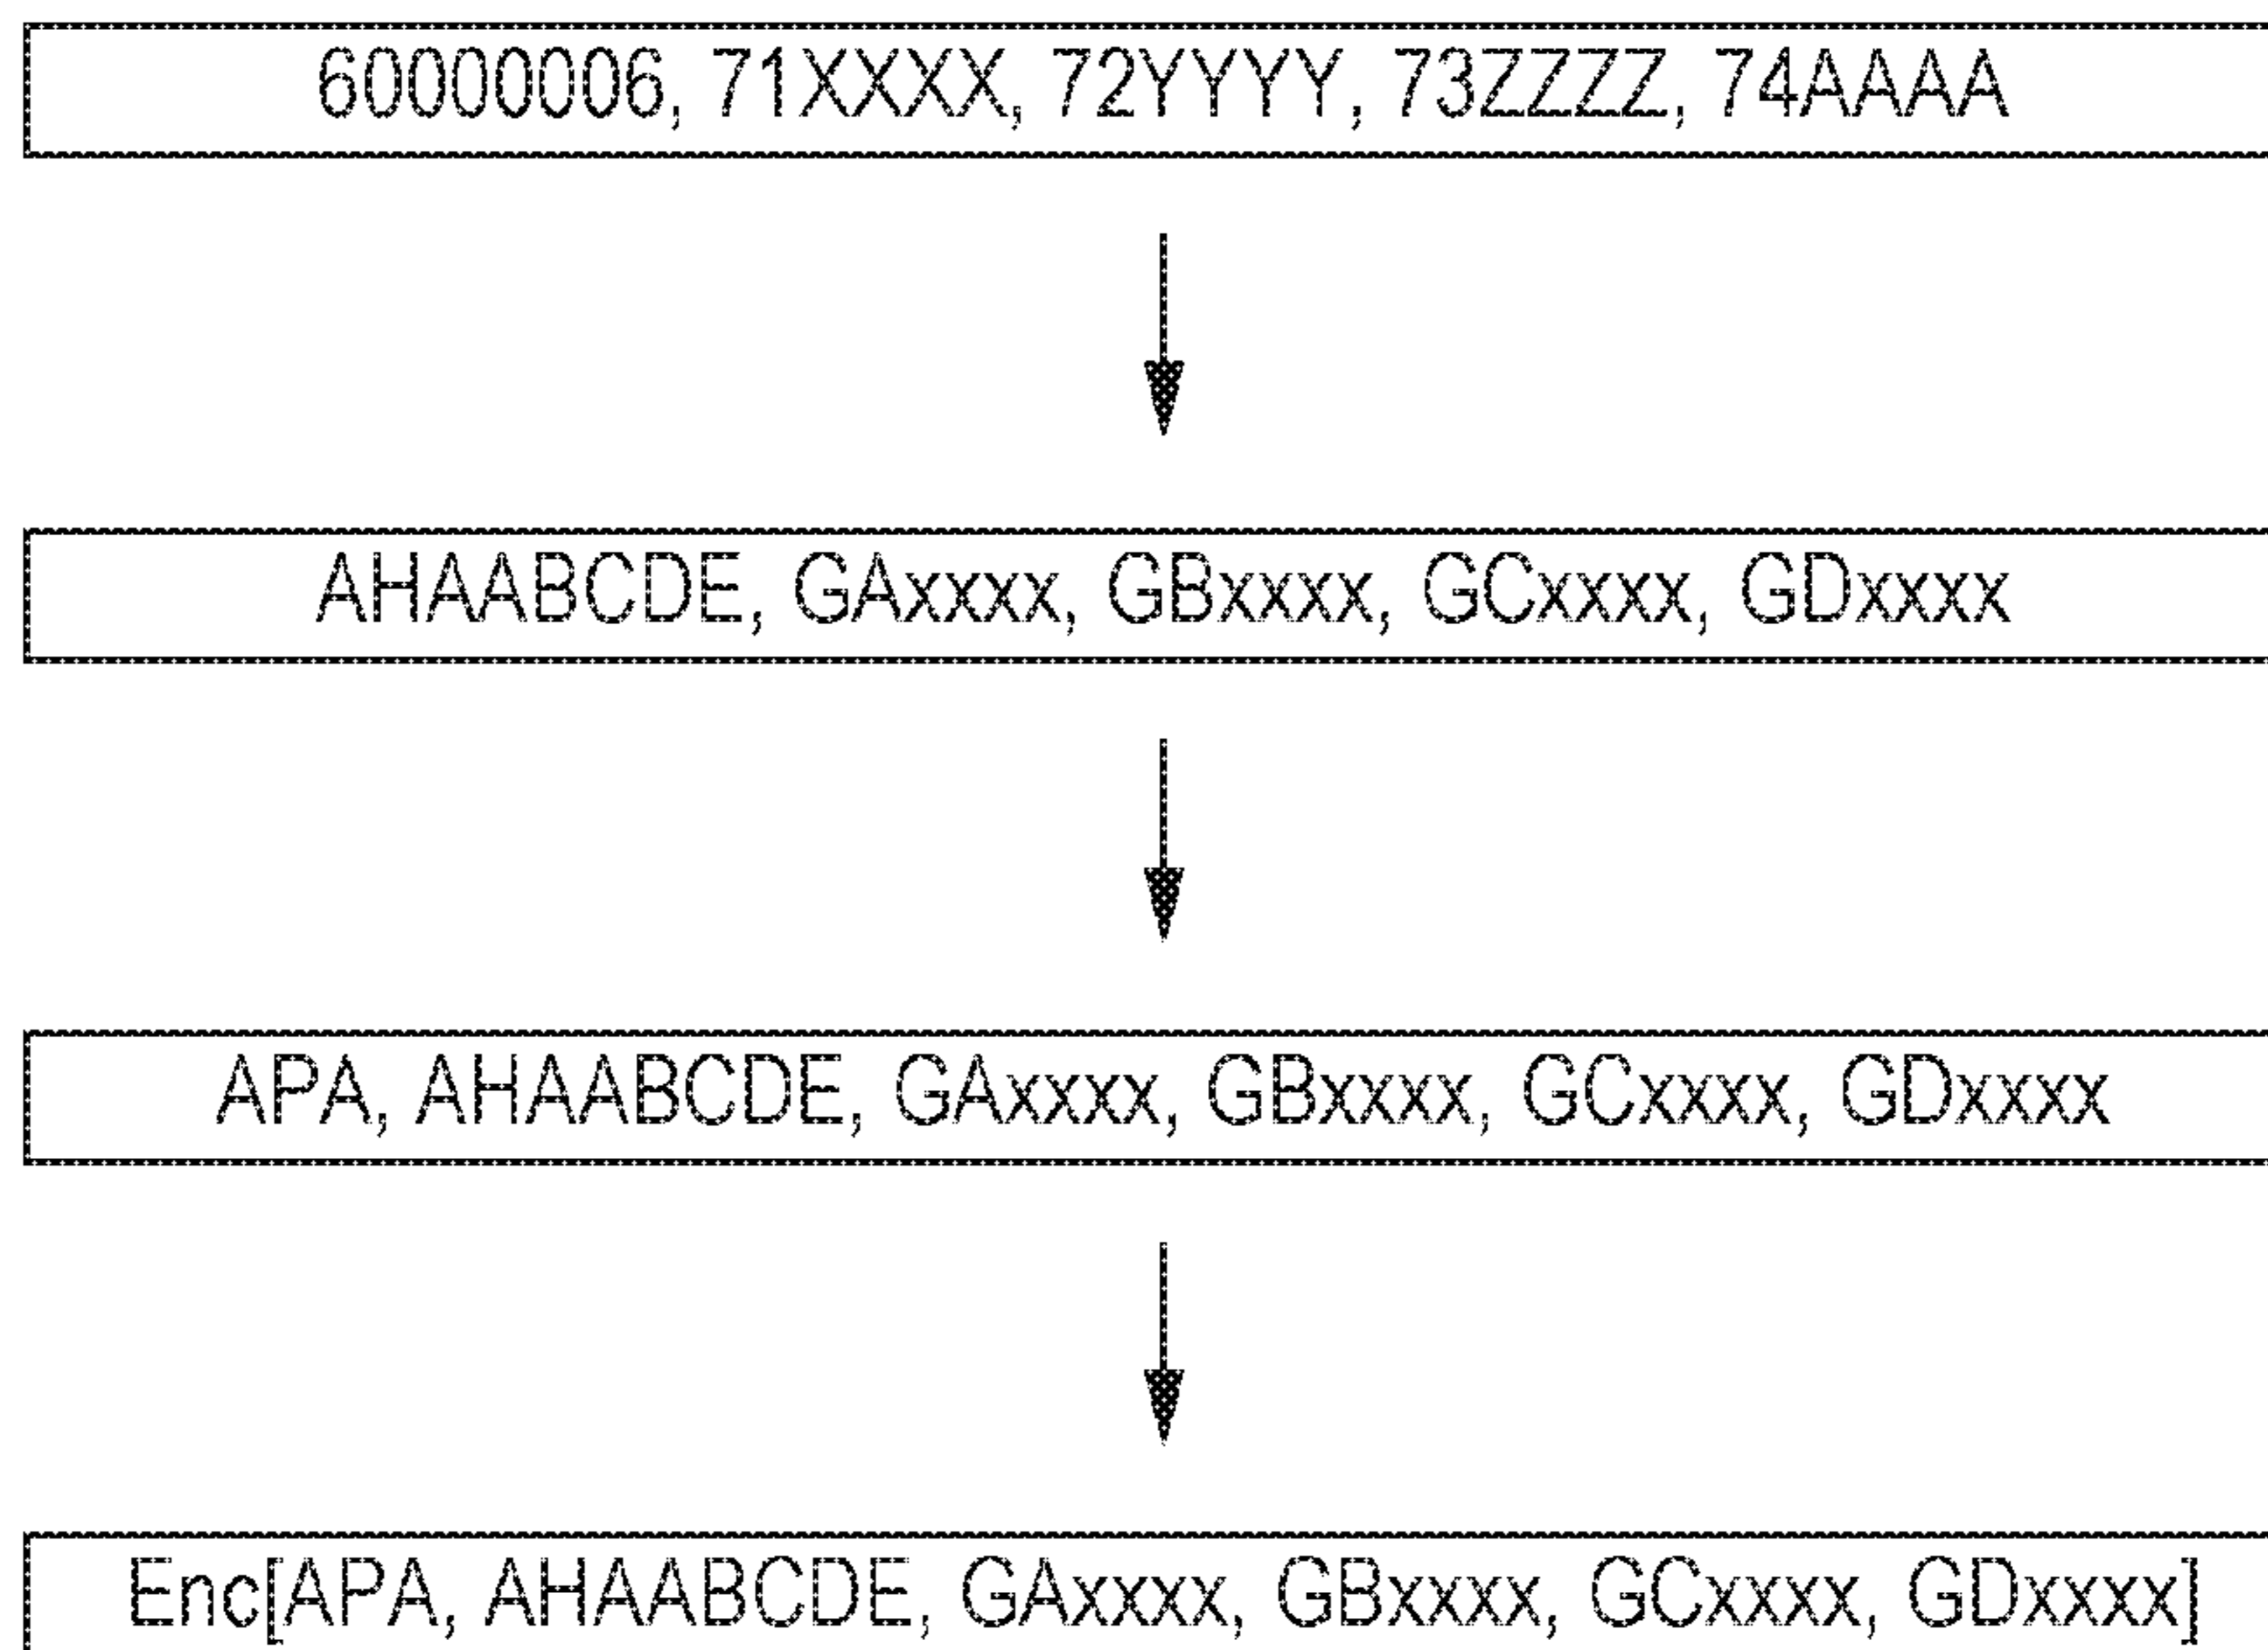 60000006, 71XXXX, 72YYYY, 73ZZZZ, 74AAAA
AHAABCDE, GAxxxx, GBxxxx, GCxxxx, GDxxxx
APA, AHAABCDE, GAxxxx, GBxxxx, GCxxxx, GDxxxx
Enc[APA, AHAABCDE, GAxxxx, GBxxxx, GCxxxx, GDxxxx]